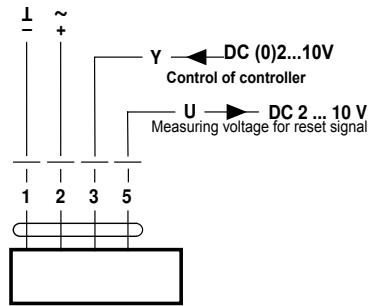 ⊥ ~
– +
Y DC (0)2...10V
Control of controller
U DC 2 ... 10 V
Measuring voltage for reset signal
1 2 3 5